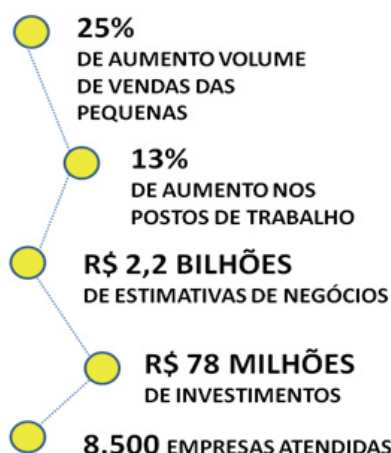 25%
DE AUMENTO VOLUME
DE VENDAS DAS
PEQUENAS
13%
DE AUMENTO NOS
POSTOS DE TRABALHO
R$ 2,2 BILHÕES
DE ESTIMATIVAS DE NEGÓCIOS
R$ 78 MILHÕES
DE INVESTIMENTOS
8.500 EMPRESAS ATENDIDAS